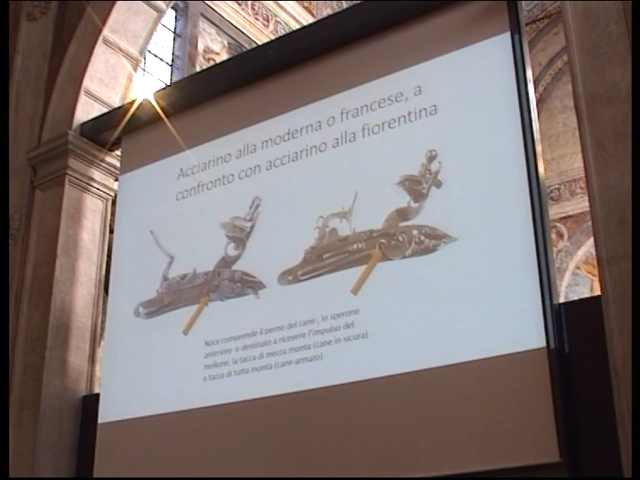 Acciarino alla moderna o francese, a
confronto con acciarino alla fiorentina
Noce comprende il perno del cane , lo sperone
anteriore e destinato a ricevere l'impulso del
mollone, la tacca di mezza monta (cane in sicura)
e tacca di tutta monta (cane armato)